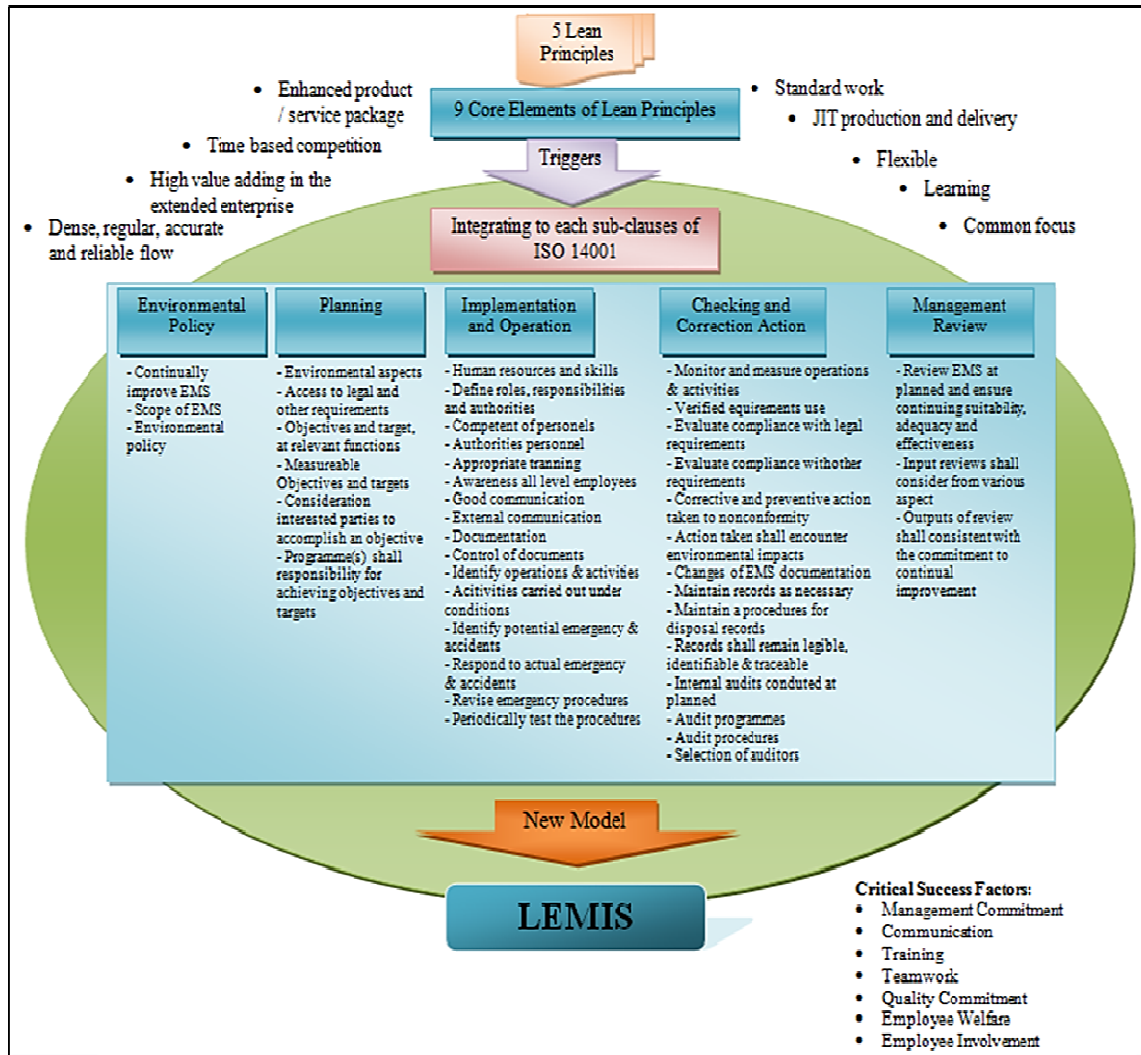 5 Lean
Principles
9 Core Elements of Lean Principles
• Enhanced product
/ service package
• Time based competition
• High value adding in the
extended enterprise
• Dense, regular, accurate
and reliable flow
• Standard work
• JIT production and delivery
• Flexible
• Learning
• Common focus
Triggers
Integrating to each sub-clauses of
ISO 14001
Environmental
Policy
- Continually
improve EMS
- Scope of EMS
- Environmental
policy
Planning
- Environmental aspects
- Access to legal and
other requirements
- Objectives and target,
at relevant functions
- Measureable
Objectives and targets
- Consideration
interested parties to
accomplish an objective
- Programme(s) shall
responsibility for
achieving objectives and
targets
Implementation
and Operation
- Human resources and skills
- Define roles, responsibilities
and authorities
- Competent of personels
- Authorities personnel
- Appropriate tranning
- Awareness all level employees
- Good communication
- External communication
- Documentation
- Control of documents
- Identify operations & activities
- Acitivities carried out under
conditions
- Identify potential emergency &
accidents
- Respond to actual emergency
& accidents
- Revise emergency procedures
- Periodically test the procedures
Checking and
Correction Action
- Monitor and measure operations
& activities
- Verified equirements use
- Evaluate compliance with legal
requirements
- Evaluate compliance withother
requirements
- Corrective and preventive action
taken to nonconformity
- Action taken shall encounter
environmental impacts
- Changes of EMS documentation
- Maintain records as necessary
- Maintain a procedures for
disposal records
- Records shall remain legible,
identifiable & traceable
- Internal audits conduted at
planned
- Audit programmes
- Audit procedures
- Selection of auditors
Management
Review
- Review EMS at
planned and ensure
continuing suitability,
adequacy and
effectiveness
- Input reviews shall
consider from various
aspect
- Outputs of review
shall consistent with
the commitment to
continual
improvement
New Model
LEMIS
Critical Success Factors:
• Management Commitment
• Communication
• Training
• Teamwork
• Quality Commitment
• Employee Welfare
• Employee Involvement